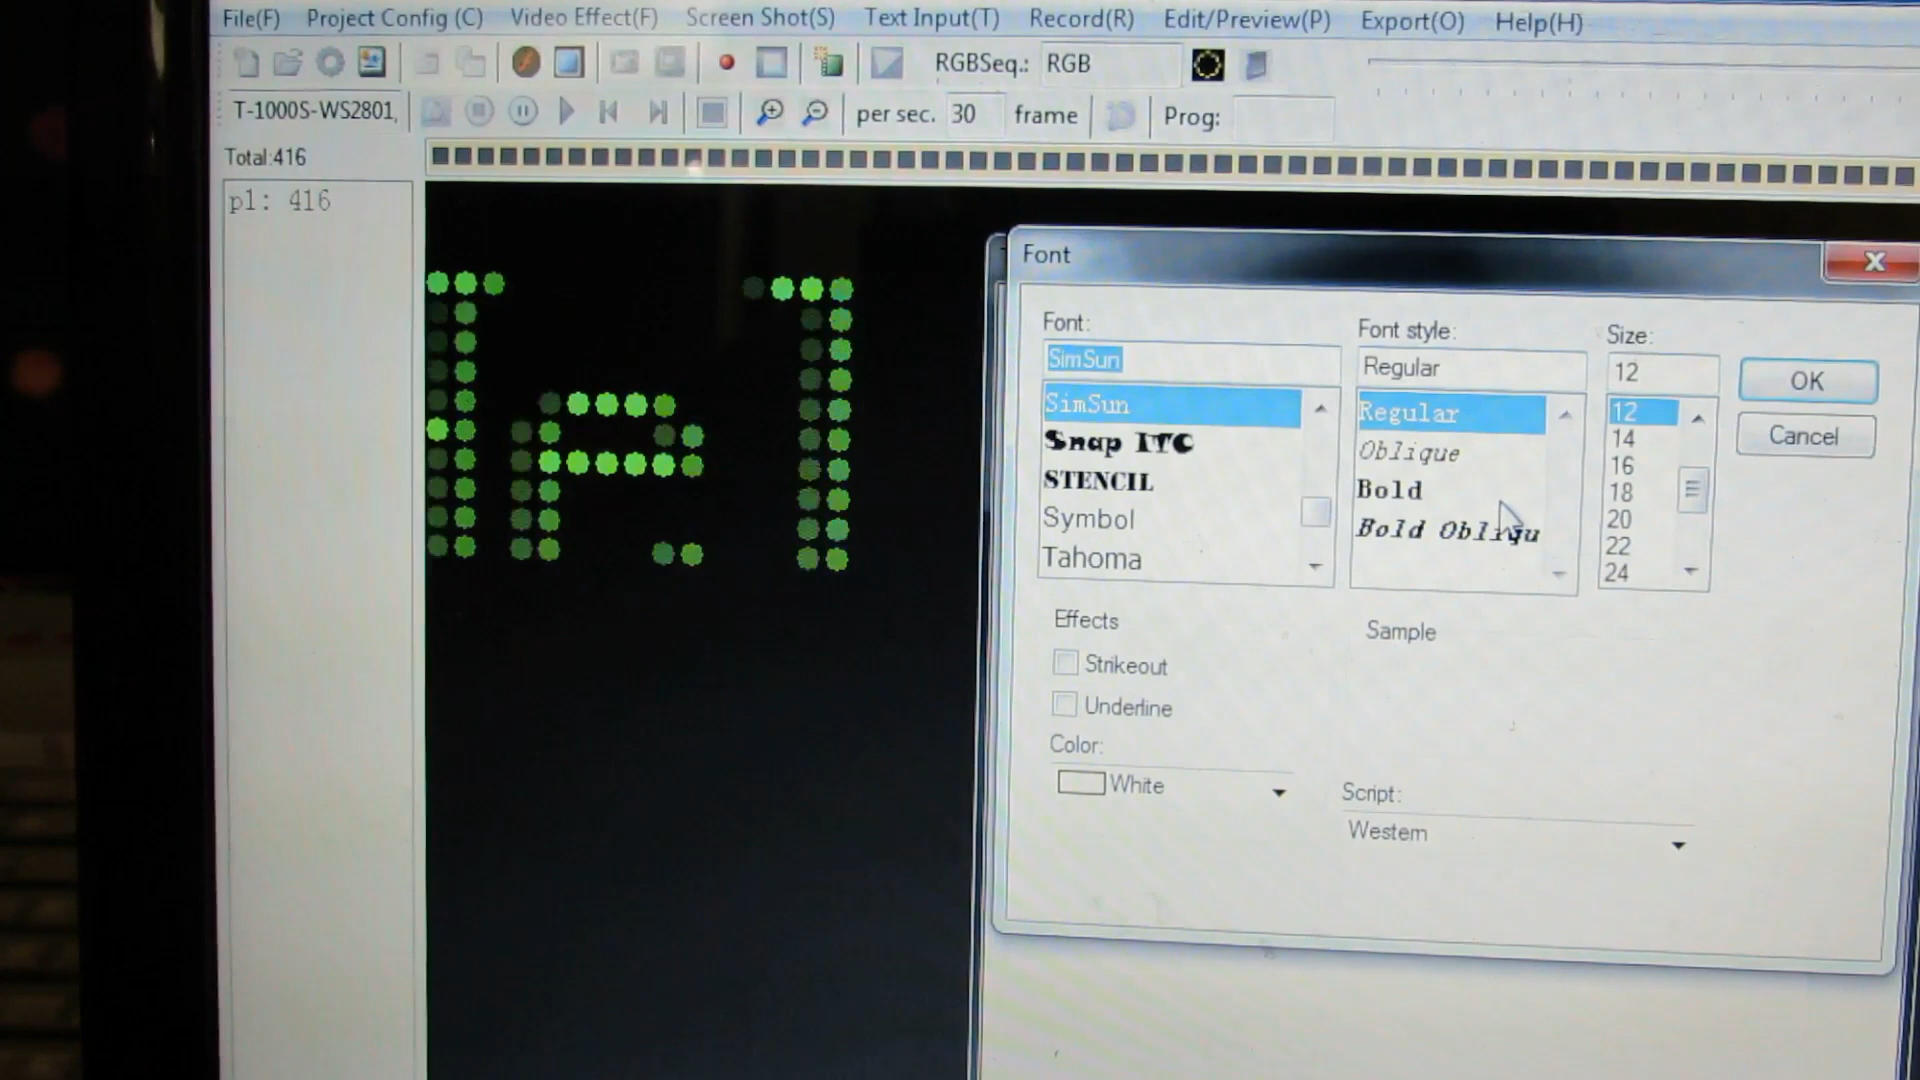 File(F) Project Config (C) Video Effect(F) Screen Shot(S) Text Input(T) Record(R) Edit/Preview(P) Export(O) Help(H)
RGBSeq.: RGB
T-1000S-WS2801, per sec. 30 frame Prog:
Total:416
p1: 416
Font
Font: Font style: Size:
SimSun Regular 12
OK
SimSun Regular 12
Snap ITC Oblique 14
Cancel
STENCIL Bold 16
Symbol Bold Obliqu 18
Tahoma 20
22
24
Effects Sample
Strikeout
Underline
Color:
White
Script:
Western